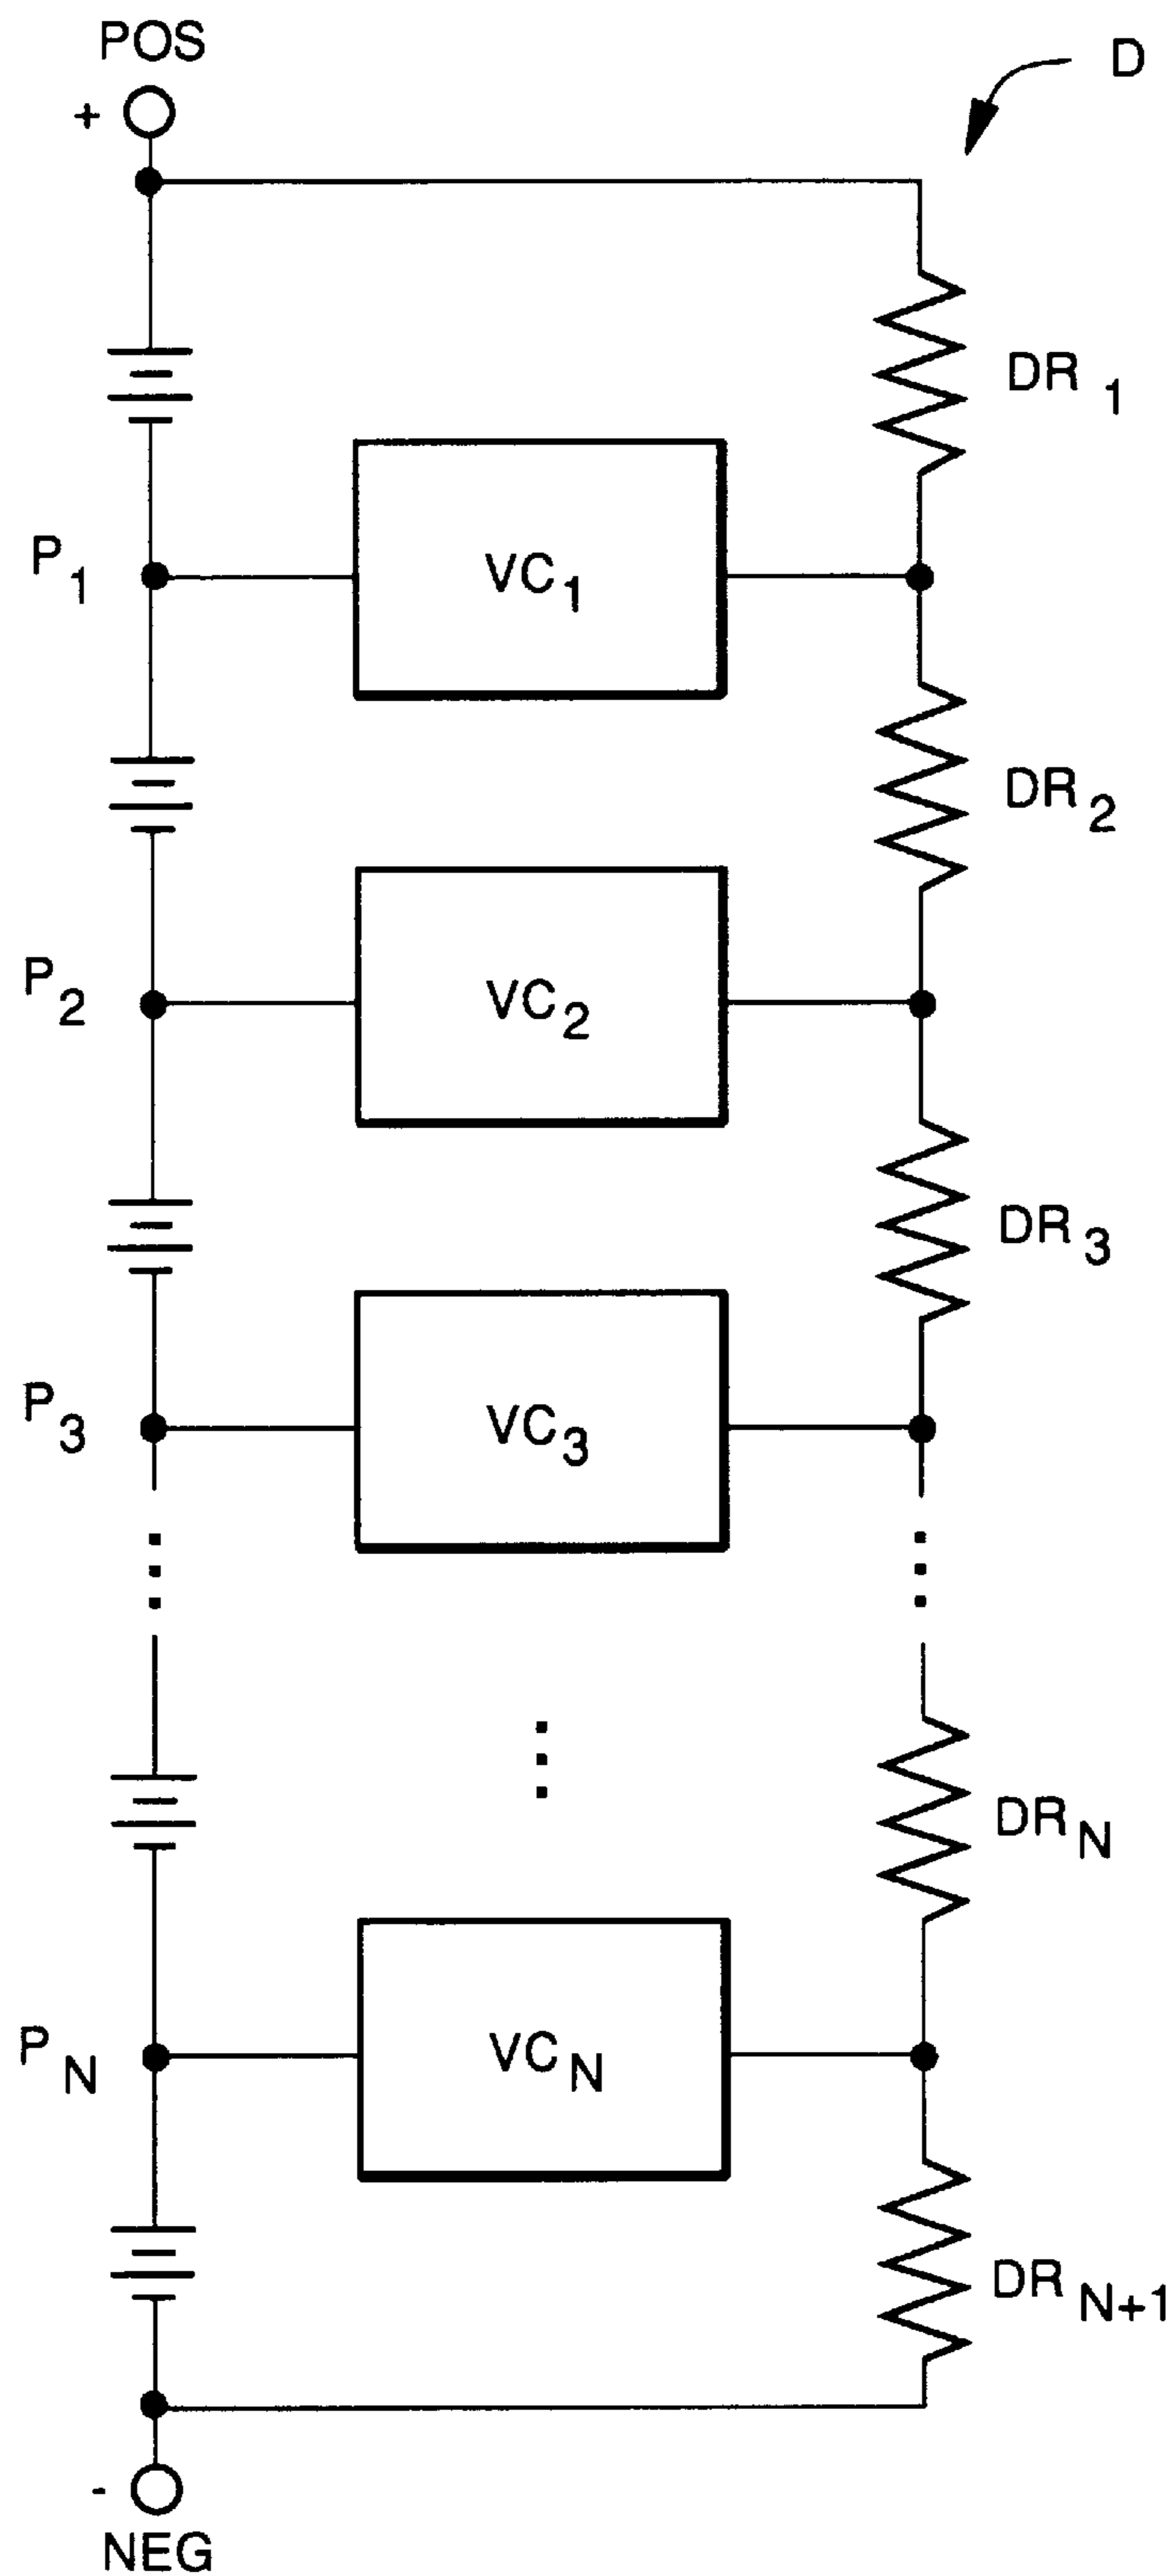 POS
D
+
DR1
P1
VC1
DR2
P2
VC2
DR3
P3
VC3
DRN
PN
VCN
DRN+1
-
NEG